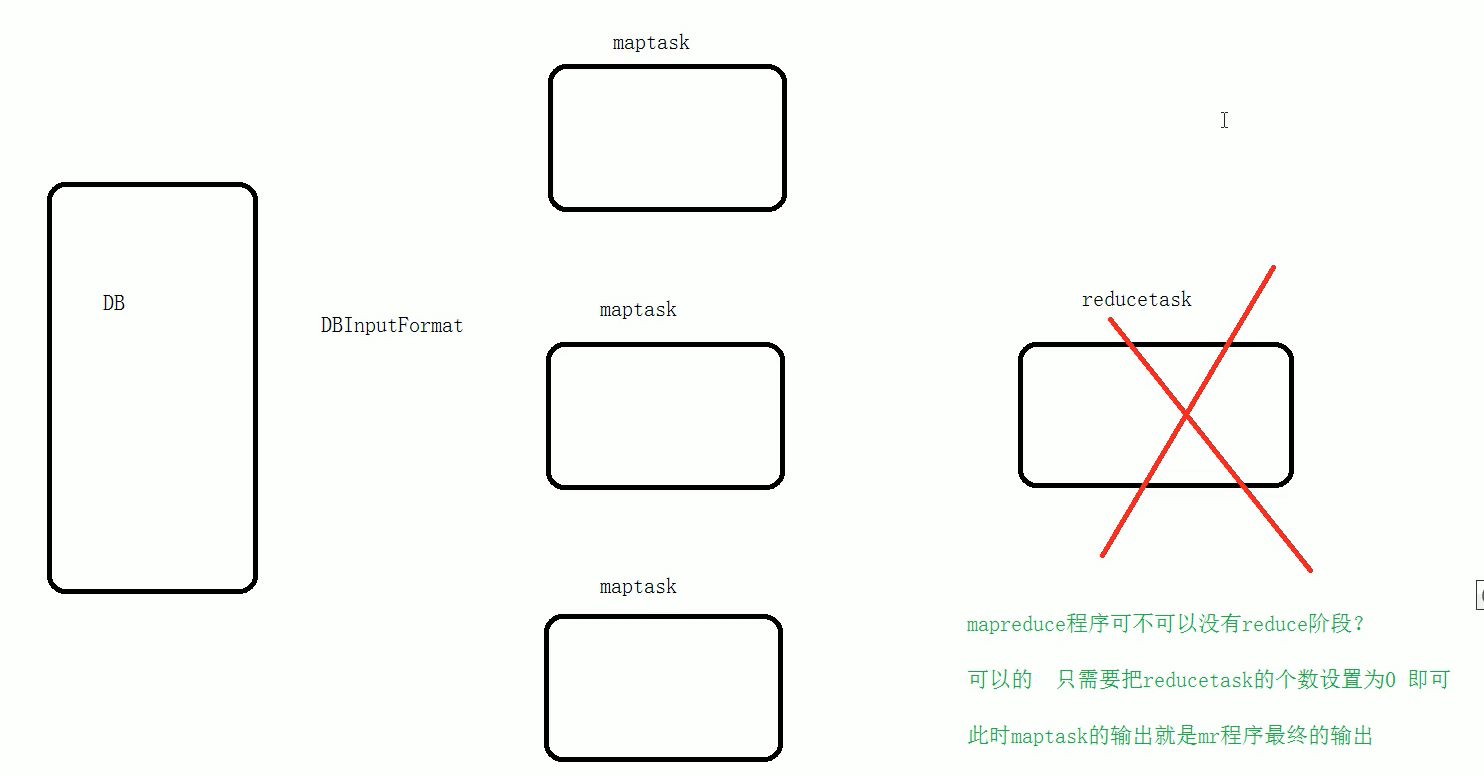 maptask
DB
DBInputFormat
maptask
reducetask
maptask
mapreduce程序可不可以没有reduce阶段？
可以的 只需要把reducetask的个数设置为0 即可
此时maptask的输出就是mr程序最终的输出